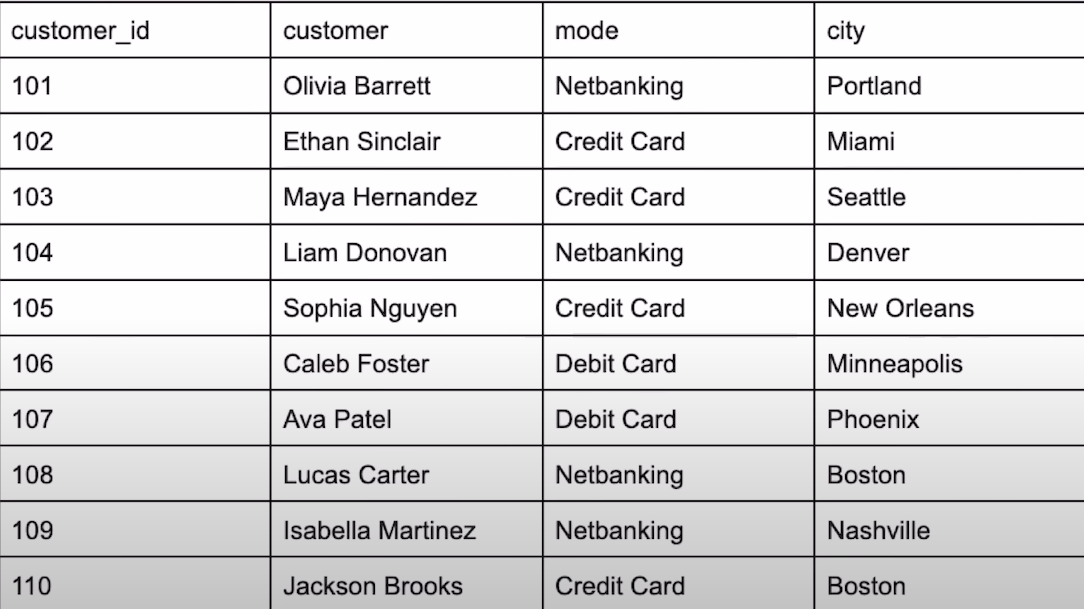 customer_id customer mode city
101 Olivia Barrett Netbanking Portland
102 Ethan Sinclair Credit Card Miami
103 Maya Hernandez Credit Card Seattle
104 Liam Donovan Netbanking Denver
105 Sophia Nguyen Credit Card New Orleans
106 Caleb Foster Debit Card Minneapolis
107 Ava Patel Debit Card Phoenix
108 Lucas Carter Netbanking Boston
109 Isabella Martinez Netbanking Nashville
110 Jackson Brooks Credit Card Boston